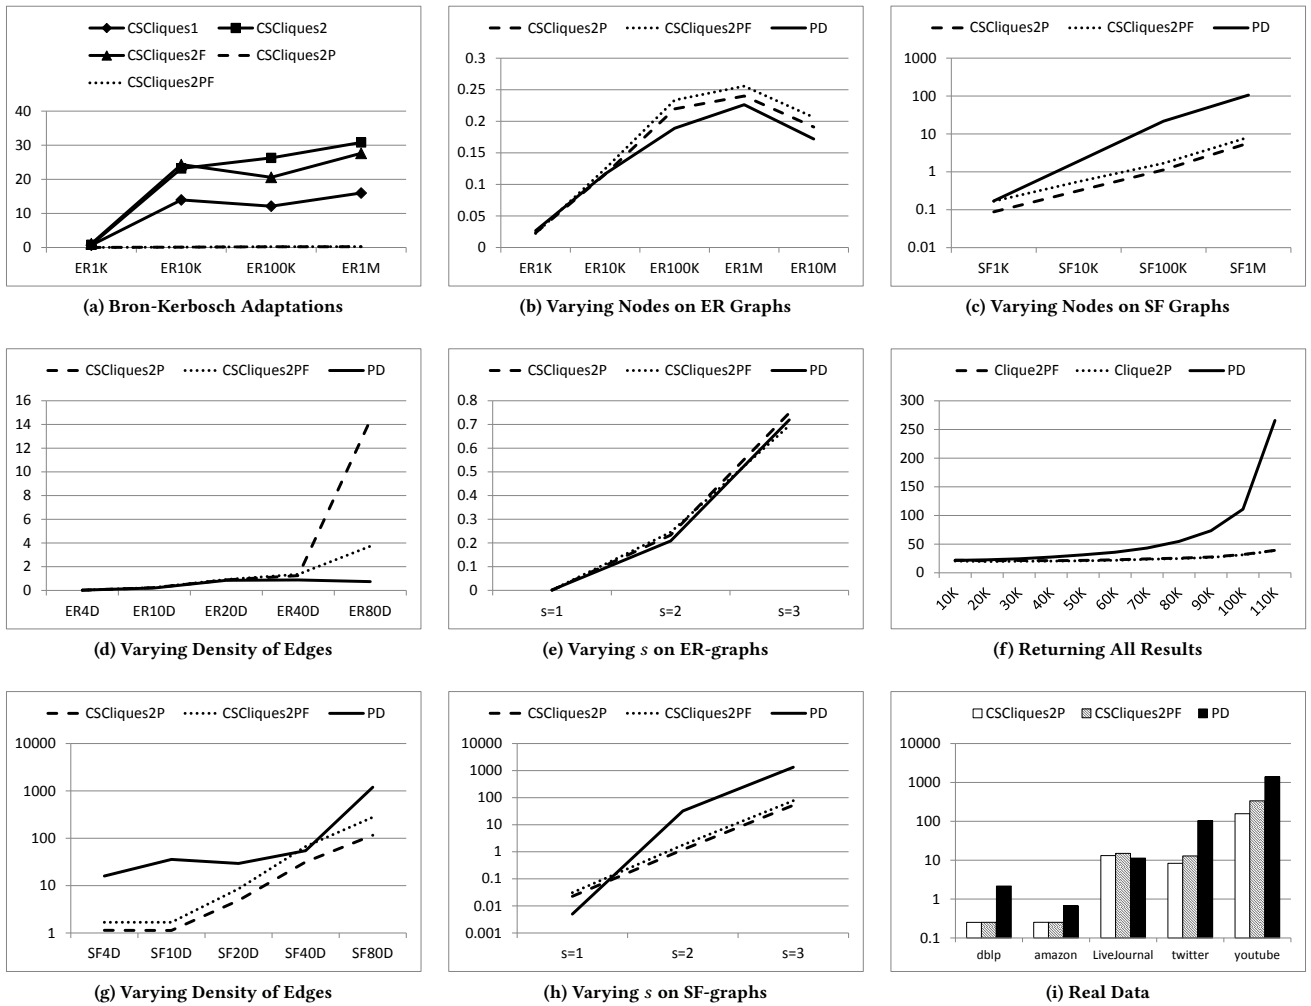 CSCliques1 CSCliques2
CSCliques2F CSCliques2P
CSCliques2PF
40
30
20
10
0
ER1K ER10K ER100K ER1M
(a) Bron-Kerbosch Adaptations
CSCliques2P CSCliques2PF PD
0.3
0.25
0.2
0.15
0.1
0.05
0
ER1K ER10K ER100K ER1M ER10M
(b) Varying Nodes on ER Graphs
CSCliques2P CSCliques2PF PD
1000
100
10
1
0.1
0.01
SF1K SF10K SF100K SF1M
(c) Varying Nodes on SF Graphs
CSCliques2P CSCliques2PF PD
16
14
12
10
8
6
4
2
0
ER4D ER10D ER20D ER40D ER80D
(d) Varying Density of Edges
CSCliques2P CSCliques2PF PD
0.8
0.7
0.6
0.5
0.4
0.3
0.2
0.1
0
s=1 s=2 s=3
(e) Varying s on ER-graphs
Clique2PF Clique2P PD
300
250
200
150
100
50
0
10K 20K 30K 40K 50K 60K 70K 80K 90K 100K 110K
(f) Returning All Results
CSCliques2P CSCliques2PF PD
10000
1000
100
10
1
SF4D SF10D SF20D SF40D SF80D
(g) Varying Density of Edges
CSCliques2P CSCliques2PF PD
10000
1000
100
10
1
0.1
0.01
0.001
s=1 s=2 s=3
(h) Varying s on SF-graphs
CSCliques2P CSCliques2PF PD
10000
1000
100
10
1
0.1
dblp amazon LiveJournal twitter youtube
(i) Real Data